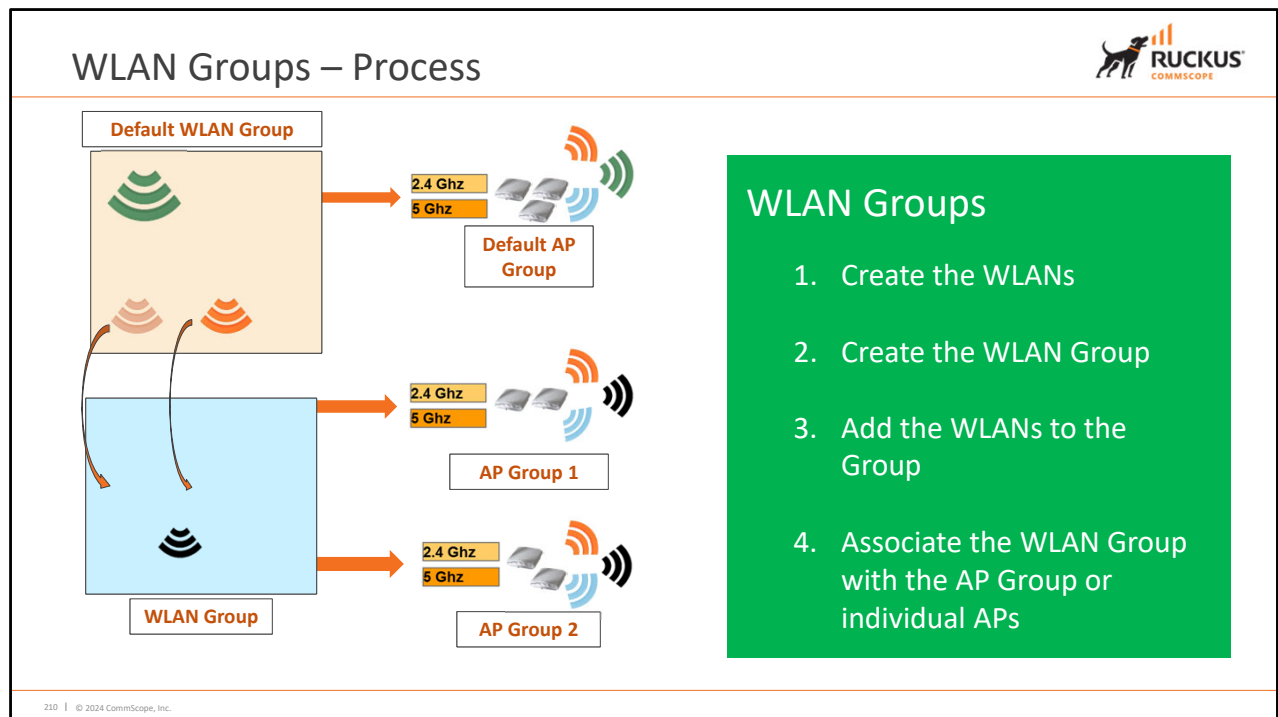 WLAN Groups – Process
RUCKUS
COMMSCOPE
Default WLAN Group
2.4 Ghz
5 Ghz
Default AP
Group
2.4 Ghz
5 Ghz
AP Group 1
WLAN Group
2.4 Ghz
5 Ghz
AP Group 2
WLAN Groups
1. Create the WLANs
2. Create the WLAN Group
3. Add the WLANs to the
Group
4. Associate the WLAN Group
with the AP Group or
individual APs
210 | © 2024 CommScope, Inc.